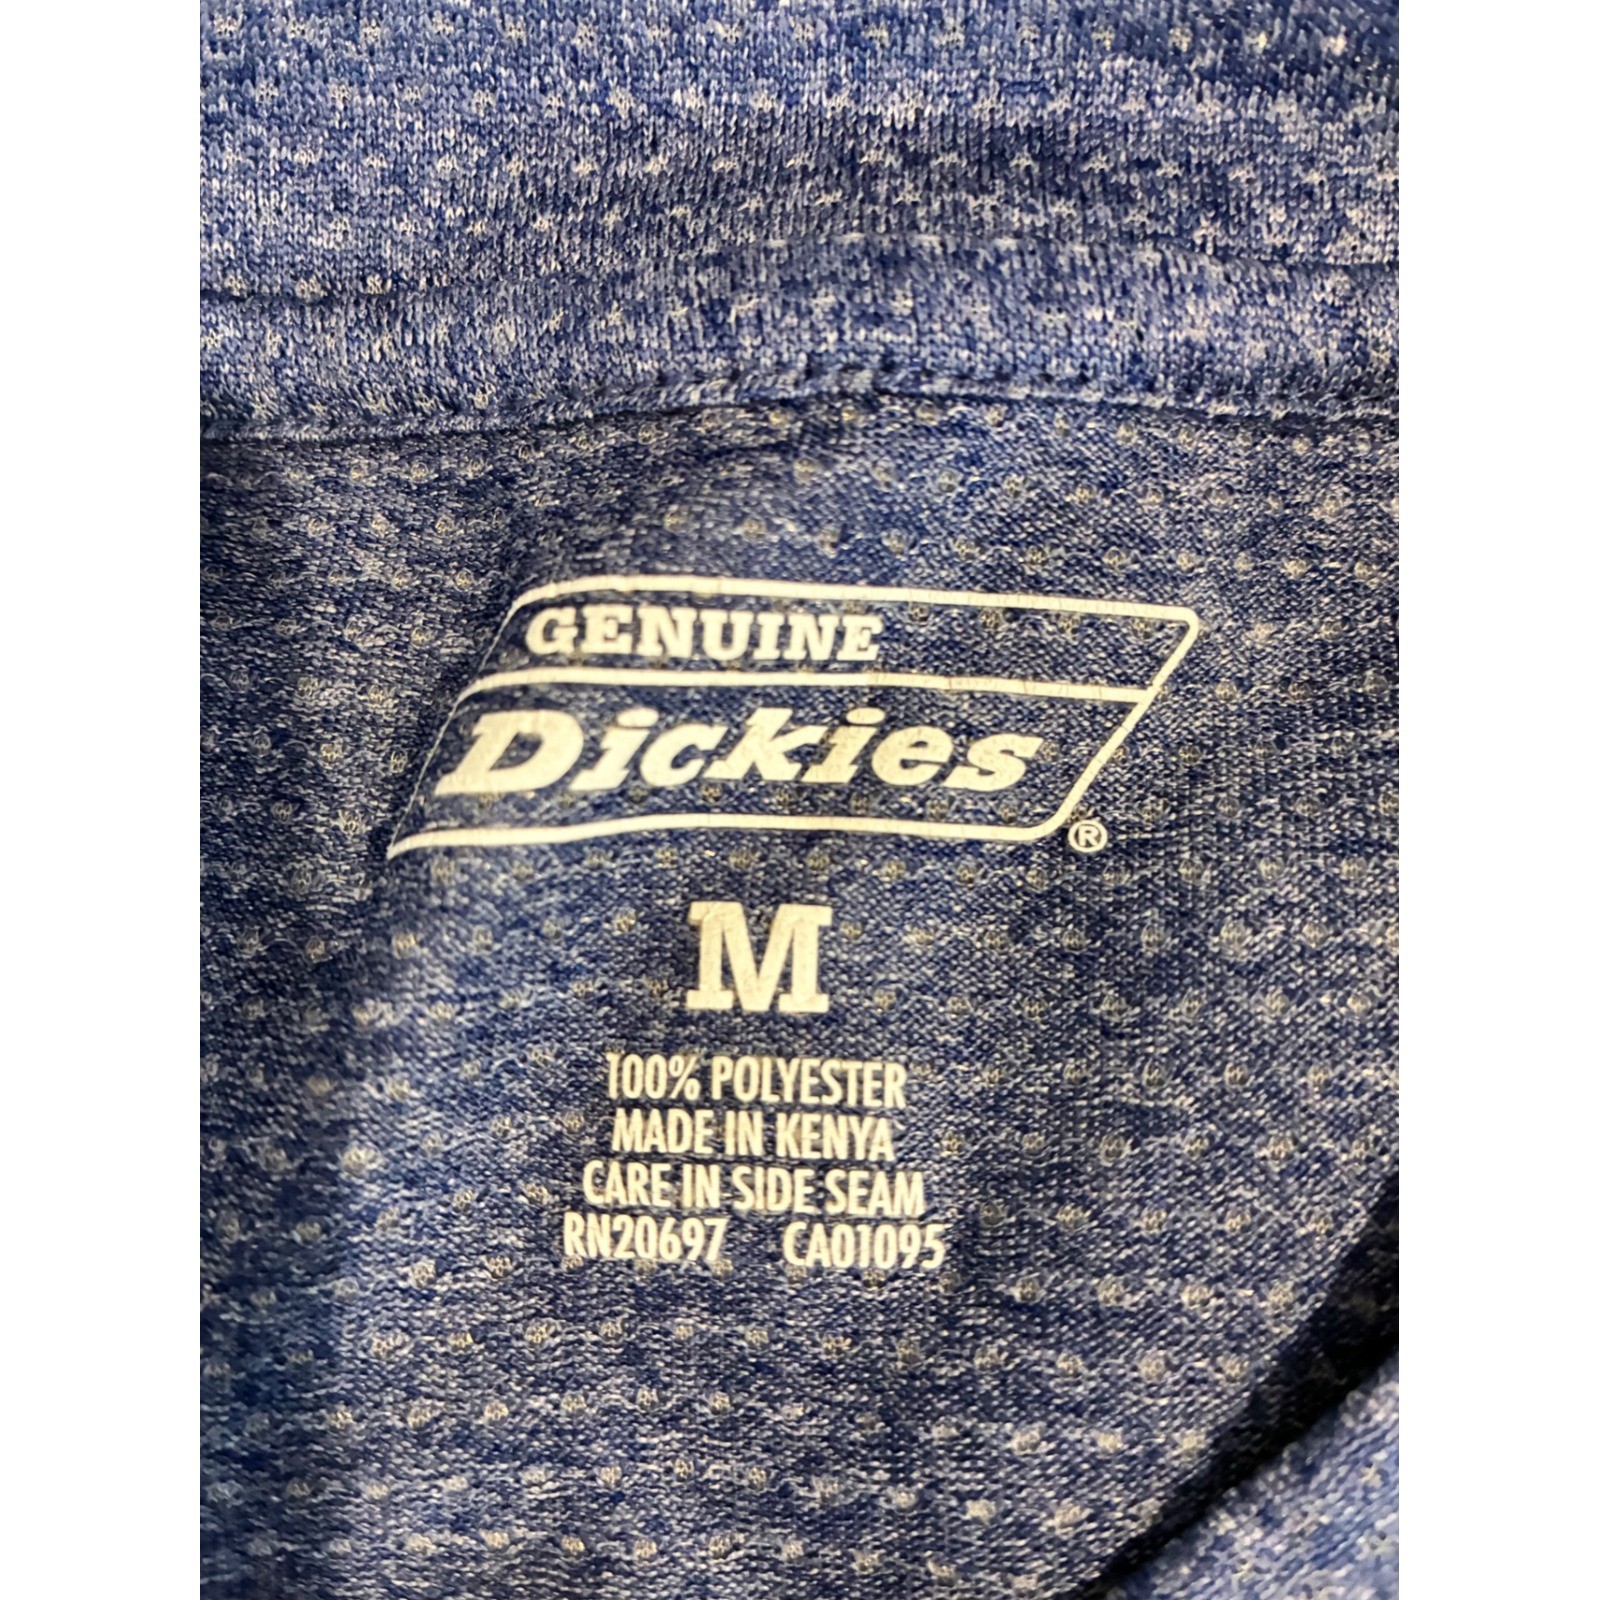 GENUINE
Dickies®
M
100% POLYESTER
MADE IN KENYA
CARE IN SIDE SEAM
RN20697 CA01095